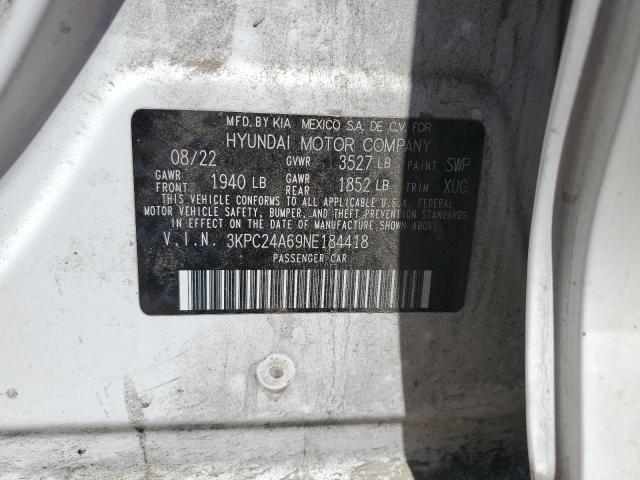 MFD. BY KIA MEXICO S.A. DE C.V. FOR
HYUNDAI MOTOR COMPANY
08/22 GVWR 3527 LB PAINT SWP
GAWR FRONT 1940 LB GAWR REAR 1852 LB TRIM XUG
THIS VEHICLE CONFORMS TO ALL APPLICABLE U.S.A. FEDERAL
MOTOR VEHICLE SAFETY, BUMPER, AND THEFT PREVENTION STANDARDS
IN EFFECT ON THE DATE OF MANUFACTURE SHOWN ABOVE.
V.I.N. 3KPC24A69NE184418
PASSENGER CAR